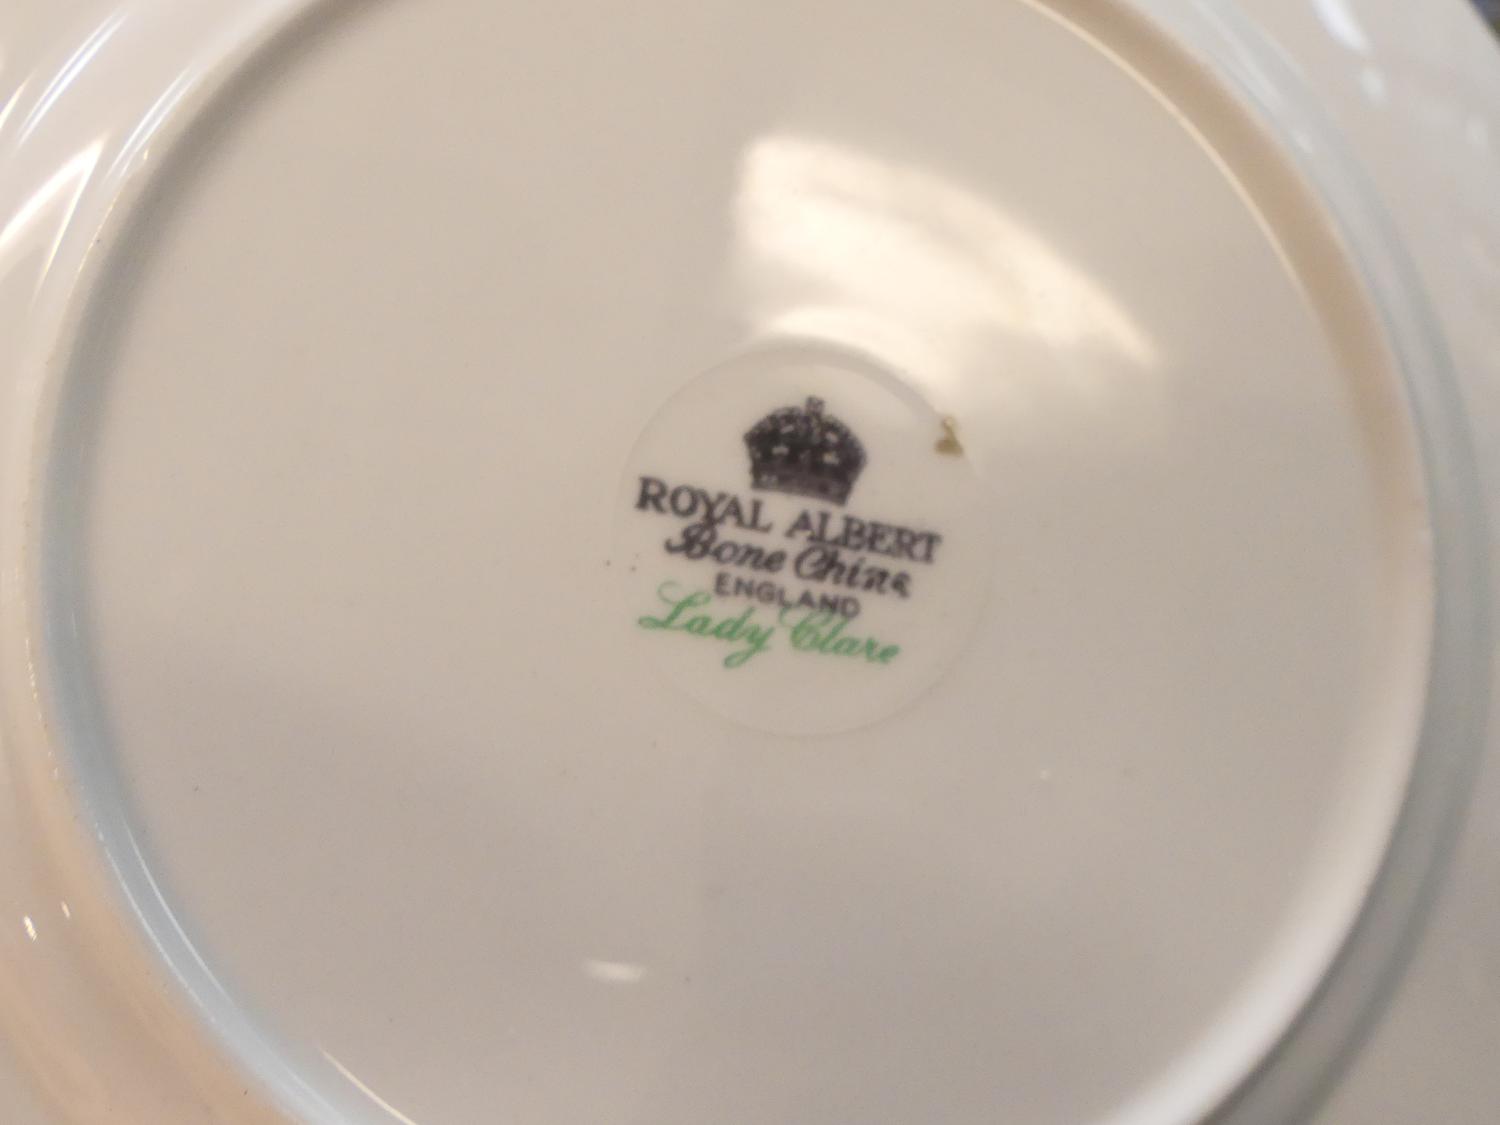 ROYAL ALBERT
Bone China
ENGLAND
Lady Clare